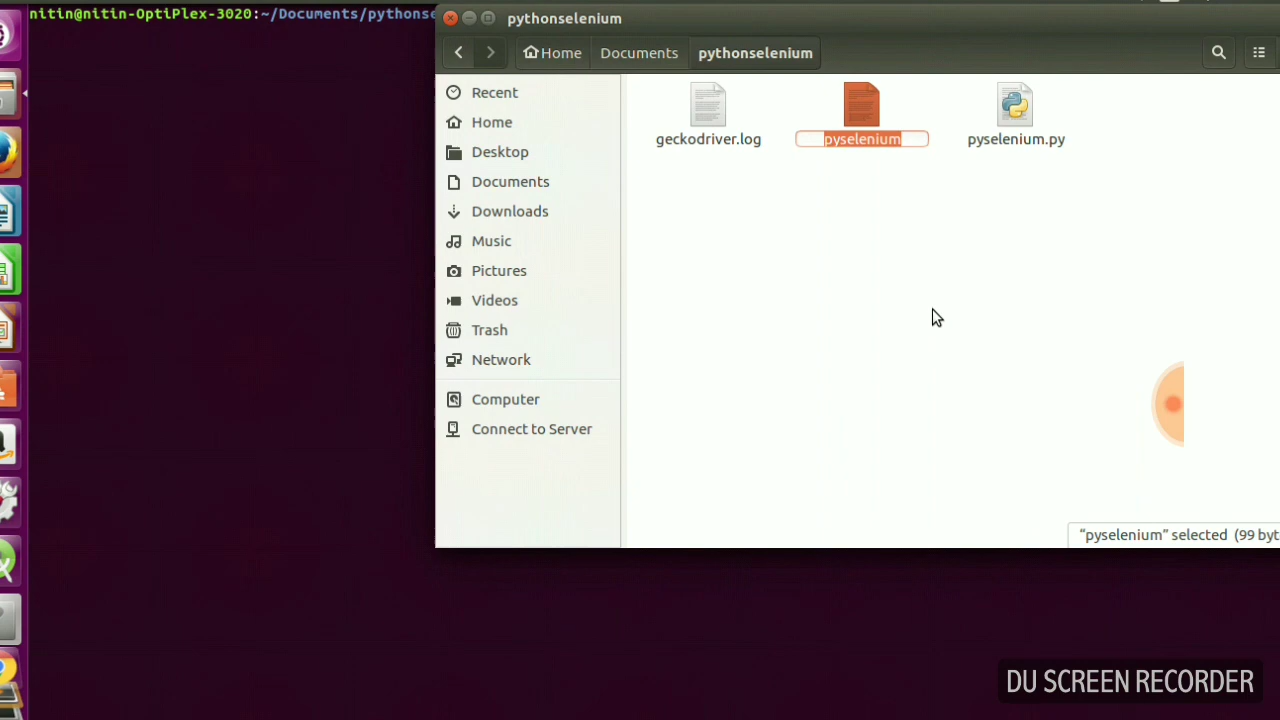 nitin@nitin-OptiPlex-3020:~/Documents/pythonse
pythonselenium
Home
Documents
pythonselenium
Recent
Home
Desktop
Documents
Downloads
Music
Pictures
Videos
Trash
Network
Computer
Connect to Server
geckodriver.log
pyselenium
pyselenium.py
“pyselenium” selected (99 byt
DU SCREEN RECORDER